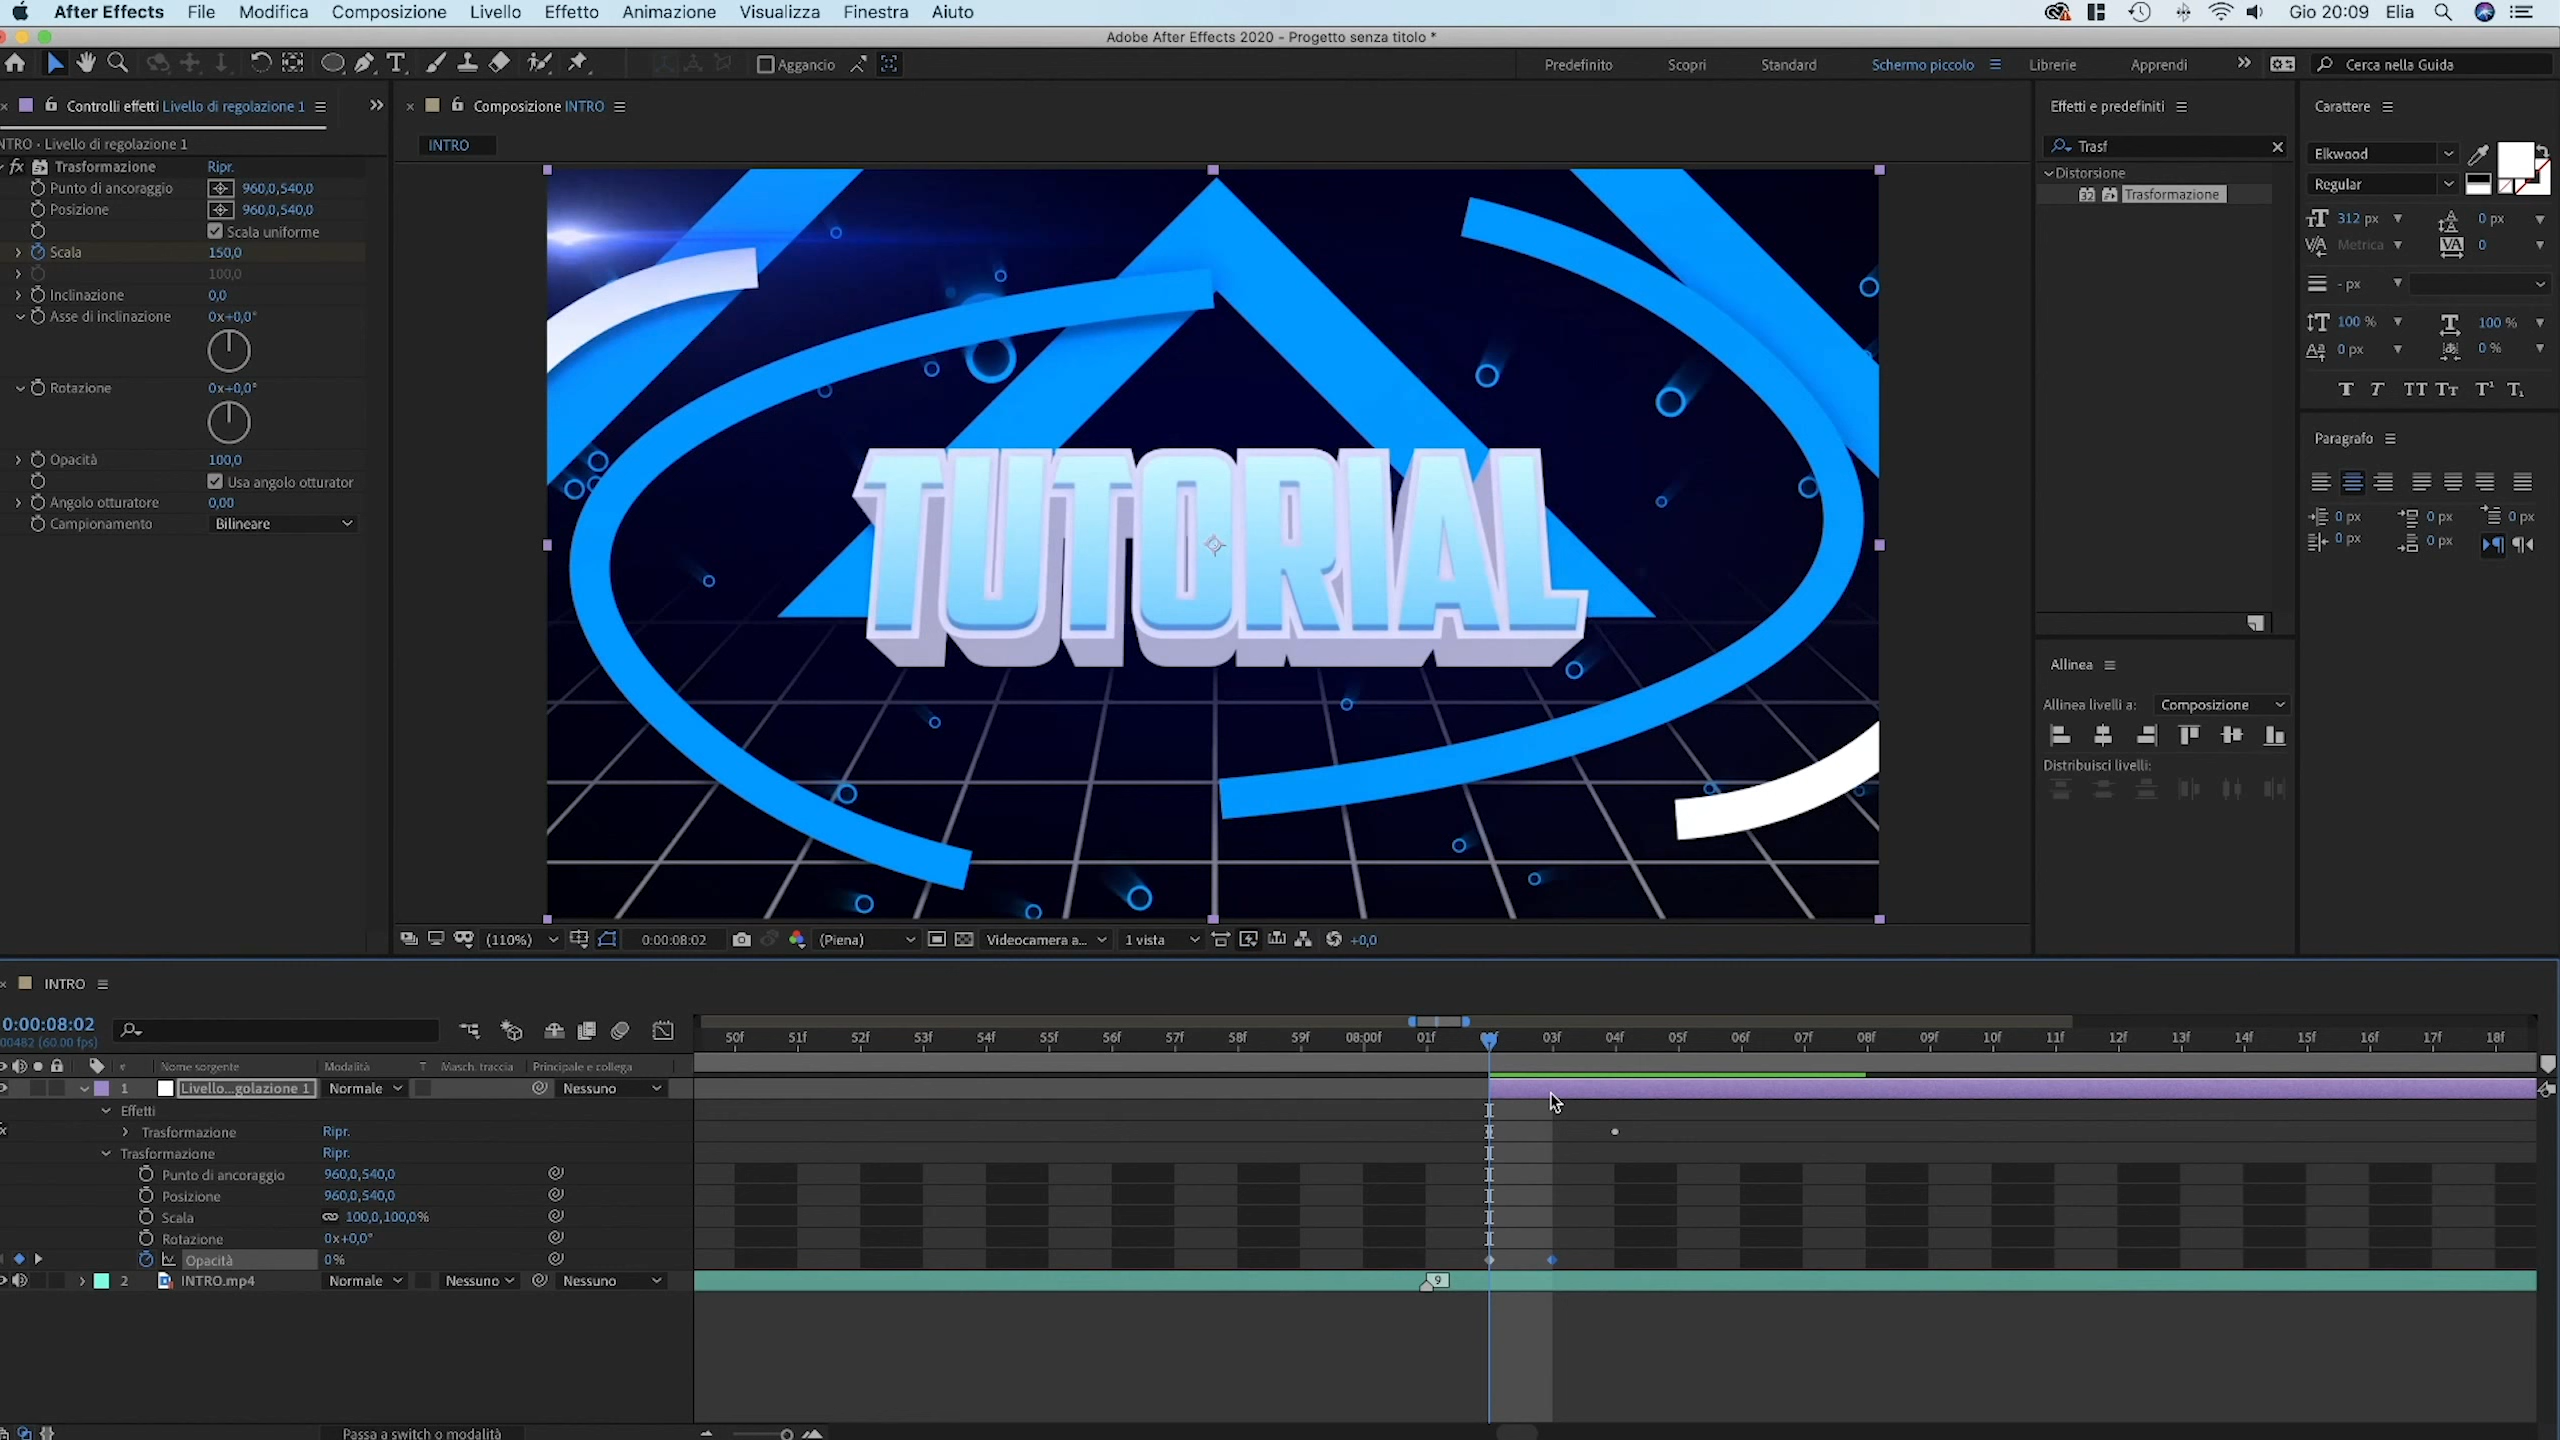 After Effects File Modifica Composizione Livello Effetto Animazione Visualizza Finestra Aiuto Gio 20:09 Elia
Adobe After Effects 2020 - Progetto senza titolo *
Aggancio Predefinito Scopri Standard Schermo piccolo Librerie Apprendi Cerca nella Guida
Controlli effetti Livello di regolazione 1
NTRO · Livello di regolazione 1
fx Trasformazione Ripr.
Punto di ancoraggio 960,0,540,0
Posizione 960,0,540,0
Scala uniforme
Scala 150,0
100,0
Inclinazione 0,0
Asse di inclinazione 0x+0,0°
Rotazione 0x+0,0°
Opacità 100,0
Usa angolo otturator
Angolo otturatore 0,00
Campionamento Bilineare
Composizione INTRO
INTRO
TUTORIAL
(110%) 0:00:08:02 (Piena) Videocamera a... 1 vista +0,0
Effetti e predefiniti
Trasf
Distorsione
32 Trasformazione
Allinea
Allinea livelli a: Composizione
Distribuisci livelli:
Carattere
Elkwood
Regular
312 px 0 px
Metrica 0
- px
100 % 100 %
0 px 0 %
T T TT Tт T¹ T₁
Paragrafo
0 px 0 px 0 px
0 px 0 px
INTRO
0:00:08:02
00482 (60.00 fps)
50f 51f 52f 53f 54f 55f 56f 57f 58f 59f 08:00f 01f 03f 04f 05f 06f 07f 08f 09f 10f 11f 12f 13f 14f 15f 16f 17f 18f
# Nome sorgente Modalità T Masch. traccia Principale e collega
1 Livello...golazione 1 Normale Nessuno
Effetti
Trasformazione Ripr.
Trasformazione Ripr.
Punto di ancoraggio 960,0,540,0
Posizione 960,0,540,0
Scala 100,0,100,0%
Rotazione 0x+0,0°
Opacità 0%
2 INTRO.mp4 Normale Nessuno Nessuno 9
Passa a switch o modalità